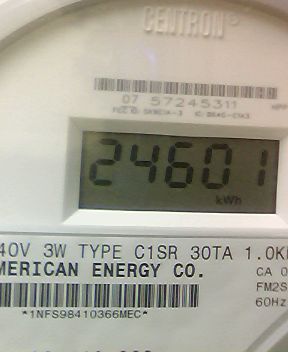 CENTRON®
07 57245311
24601
kWh
40V 3W TYPE C1SR 30TA 1.0K
MERICAN ENERGY CO.
CA 0
FM2S
60Hz
*1NFS98410366MEC*